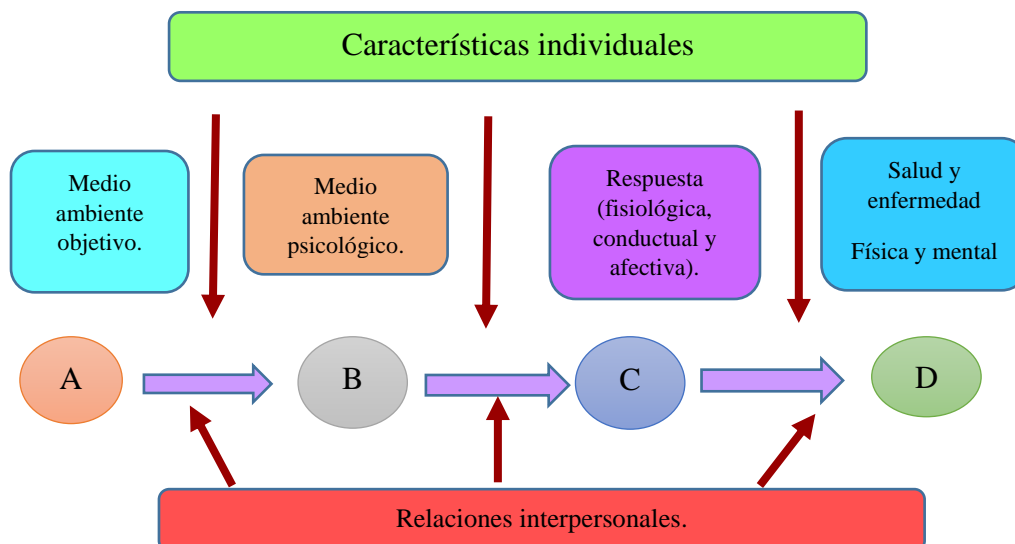 Características individuales
Medio
ambiente
objetivo.
Medio
ambiente
psicológico.
Respuesta
(fisiológica,
conductual y
afectiva).
Salud y
enfermedad
Física y mental
A
B
C
D
Relaciones interpersonales.